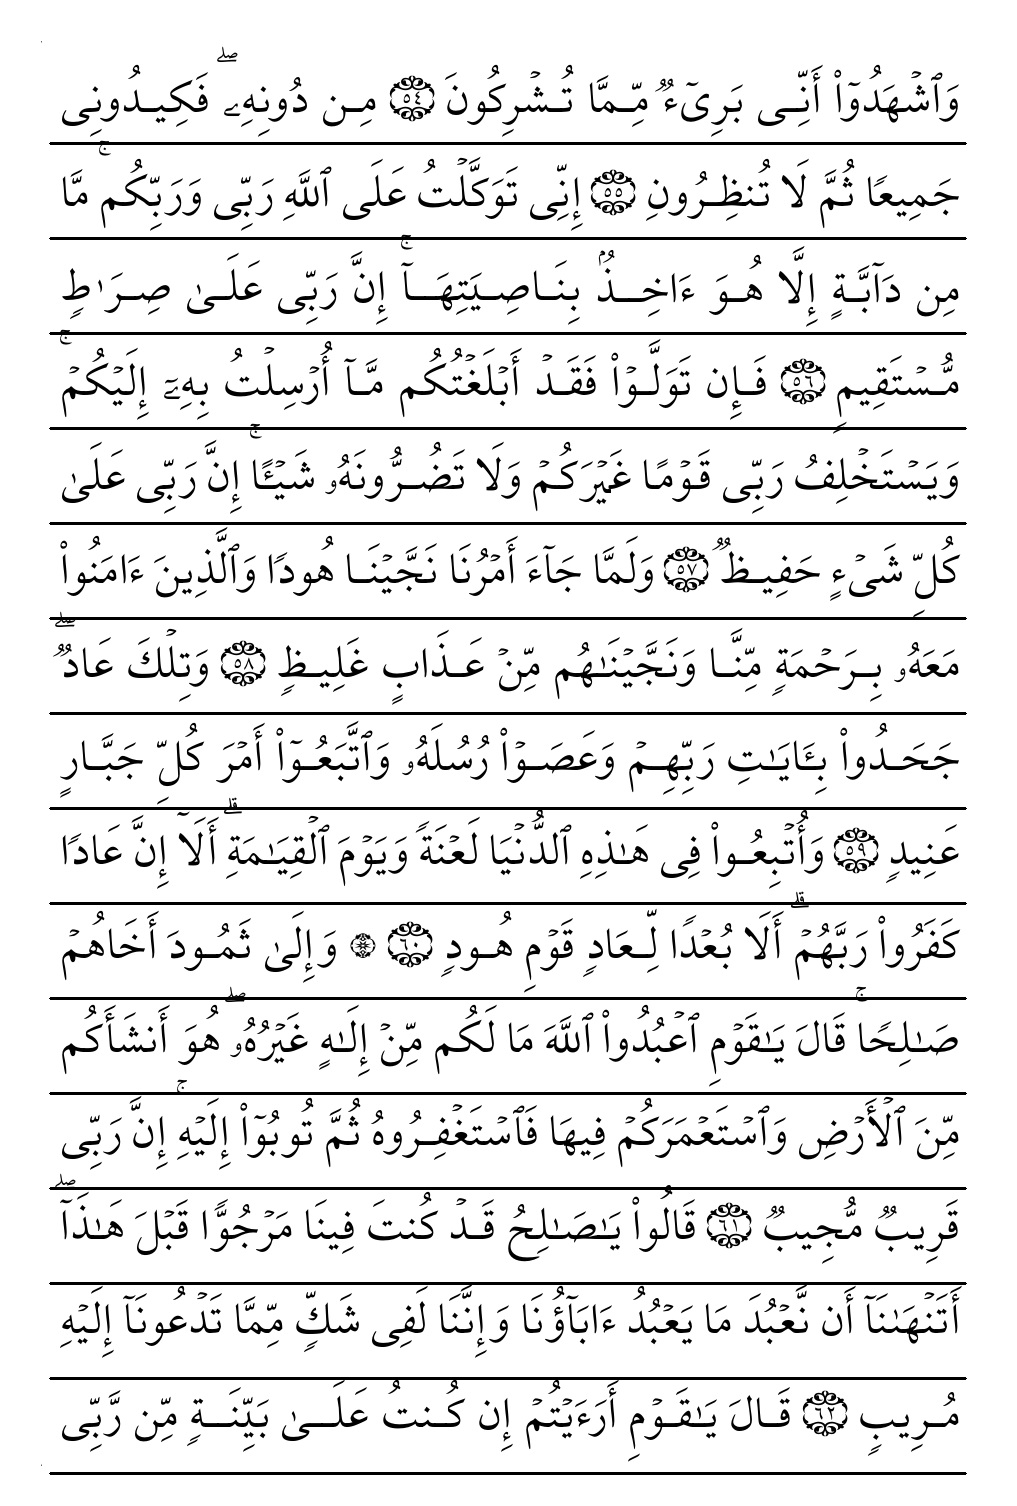 وَٱشۡهَدُوٓاْ أَنِّي بَرِيٓءٞ مِّمَّا تُشۡرِكُونَ ٥٤ مِن دُونِهِۦۖ فَكِيدُونِي
جَمِيعٗا ثُمَّ لَا تُنظِرُونِ ٥٥ إِنِّي تَوَكَّلۡتُ عَلَى ٱللَّهِ رَبِّي وَرَبِّكُمۚ مَّا
مِن دَآبَّةٍ إِلَّا هُوَ ءَاخِذُۢ بِنَاصِيَتِهَآۚ إِنَّ رَبِّي عَلَىٰ صِرَٰطٖ
مُّسۡتَقِيمٖ ٥٦ فَإِن تَوَلَّوۡاْ فَقَدۡ أَبۡلَغۡتُكُم مَّآ أُرۡسِلۡتُ بِهِۦٓ إِلَيۡكُمۡۚ
وَيَسۡتَخۡلِفُ رَبِّي قَوۡمًا غَيۡرَكُمۡ وَلَا تَضُرُّونَهُۥ شَيۡـًٔاۚ إِنَّ رَبِّي عَلَىٰ
كُلِّ شَيۡءٍ حَفِيظٞ ٥٧ وَلَمَّا جَآءَ أَمۡرُنَا نَجَّيۡنَا هُودٗا وَٱلَّذِينَ ءَامَنُواْ
مَعَهُۥ بِرَحۡمَةٖ مِّنَّا وَنَجَّيۡنَٰهُم مِّنۡ عَذَابٍ غَلِيظٖ ٥٨ وَتِلۡكَ عَادٞۖ
جَحَدُواْ بِـَٔايَٰتِ رَبِّهِمۡ وَعَصَوۡاْ رُسُلَهُۥ وَٱتَّبَعُوٓاْ أَمۡرَ كُلِّ جَبَّارٍ
عَنِيدٖ ٥٩ وَأُتۡبِعُواْ فِي هَٰذِهِ ٱلدُّنۡيَا لَعۡنَةٗ وَيَوۡمَ ٱلۡقِيَٰمَةِۗ أَلَآ إِنَّ عَادٗا
كَفَرُواْ رَبَّهُمۡۗ أَلَا بُعۡدٗا لِّعَادٖ قَوۡمِ هُودٖ ٦٠ ۞ وَإِلَىٰ ثَمُودَ أَخَاهُمۡ
صَٰلِحٗاۚ قَالَ يَٰقَوۡمِ ٱعۡبُدُواْ ٱللَّهَ مَا لَكُم مِّنۡ إِلَٰهٍ غَيۡرُهُۥۖ هُوَ أَنشَأَكُم
مِّنَ ٱلۡأَرۡضِ وَٱسۡتَعۡمَرَكُمۡ فِيهَا فَٱسۡتَغۡفِرُوهُ ثُمَّ تُوبُوٓاْ إِلَيۡهِۚ إِنَّ رَبِّي
قَرِيبٞ مُّجِيبٞ ٦١ قَالُواْ يَٰصَٰلِحُ قَدۡ كُنتَ فِينَا مَرۡجُوّٗا قَبۡلَ هَٰذَآۖ
أَتَنۡهَىٰنَآ أَن نَّعۡبُدَ مَا يَعۡبُدُ ءَابَآؤُنَا وَإِنَّنَا لَفِي شَكّٖ مِّمَّا تَدۡعُونَآ إِلَيۡهِ
مُرِيبٖ ٦٢ قَالَ يَٰقَوۡمِ أَرَءَيۡتُمۡ إِن كُنتُ عَلَىٰ بَيِّنَةٖ مِّن رَّبِّي